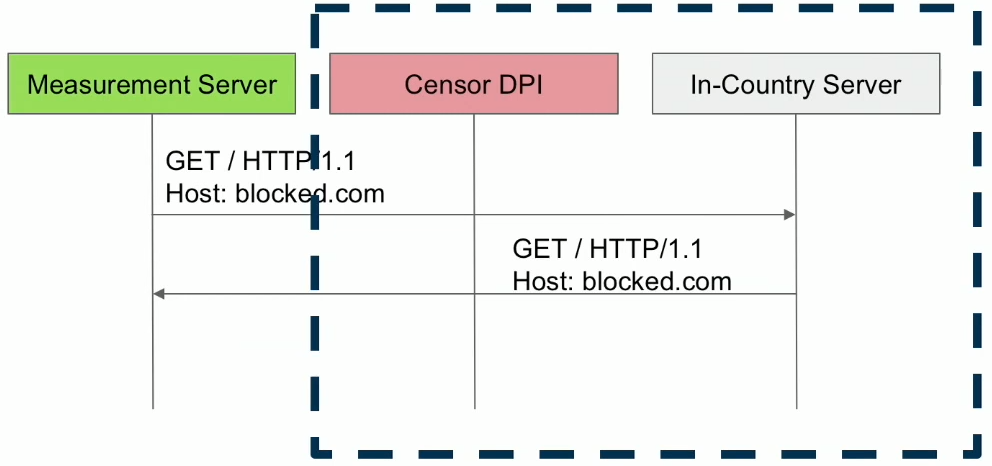 Measurement Server
Censor DPI
In-Country Server
GET / HTTP/1.1
Host: blocked.com
GET / HTTP/1.1
Host: blocked.com